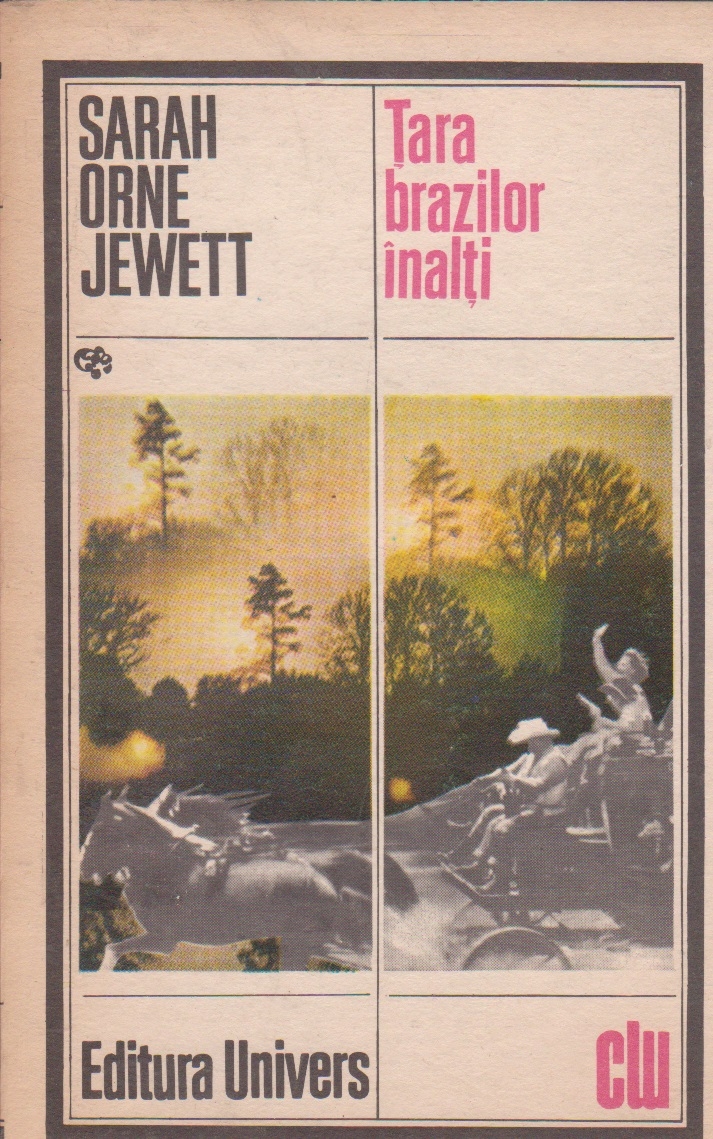 SARAH
ORNE
JEWETT
Țara
brazilor
înalți
Editura Univers
clu